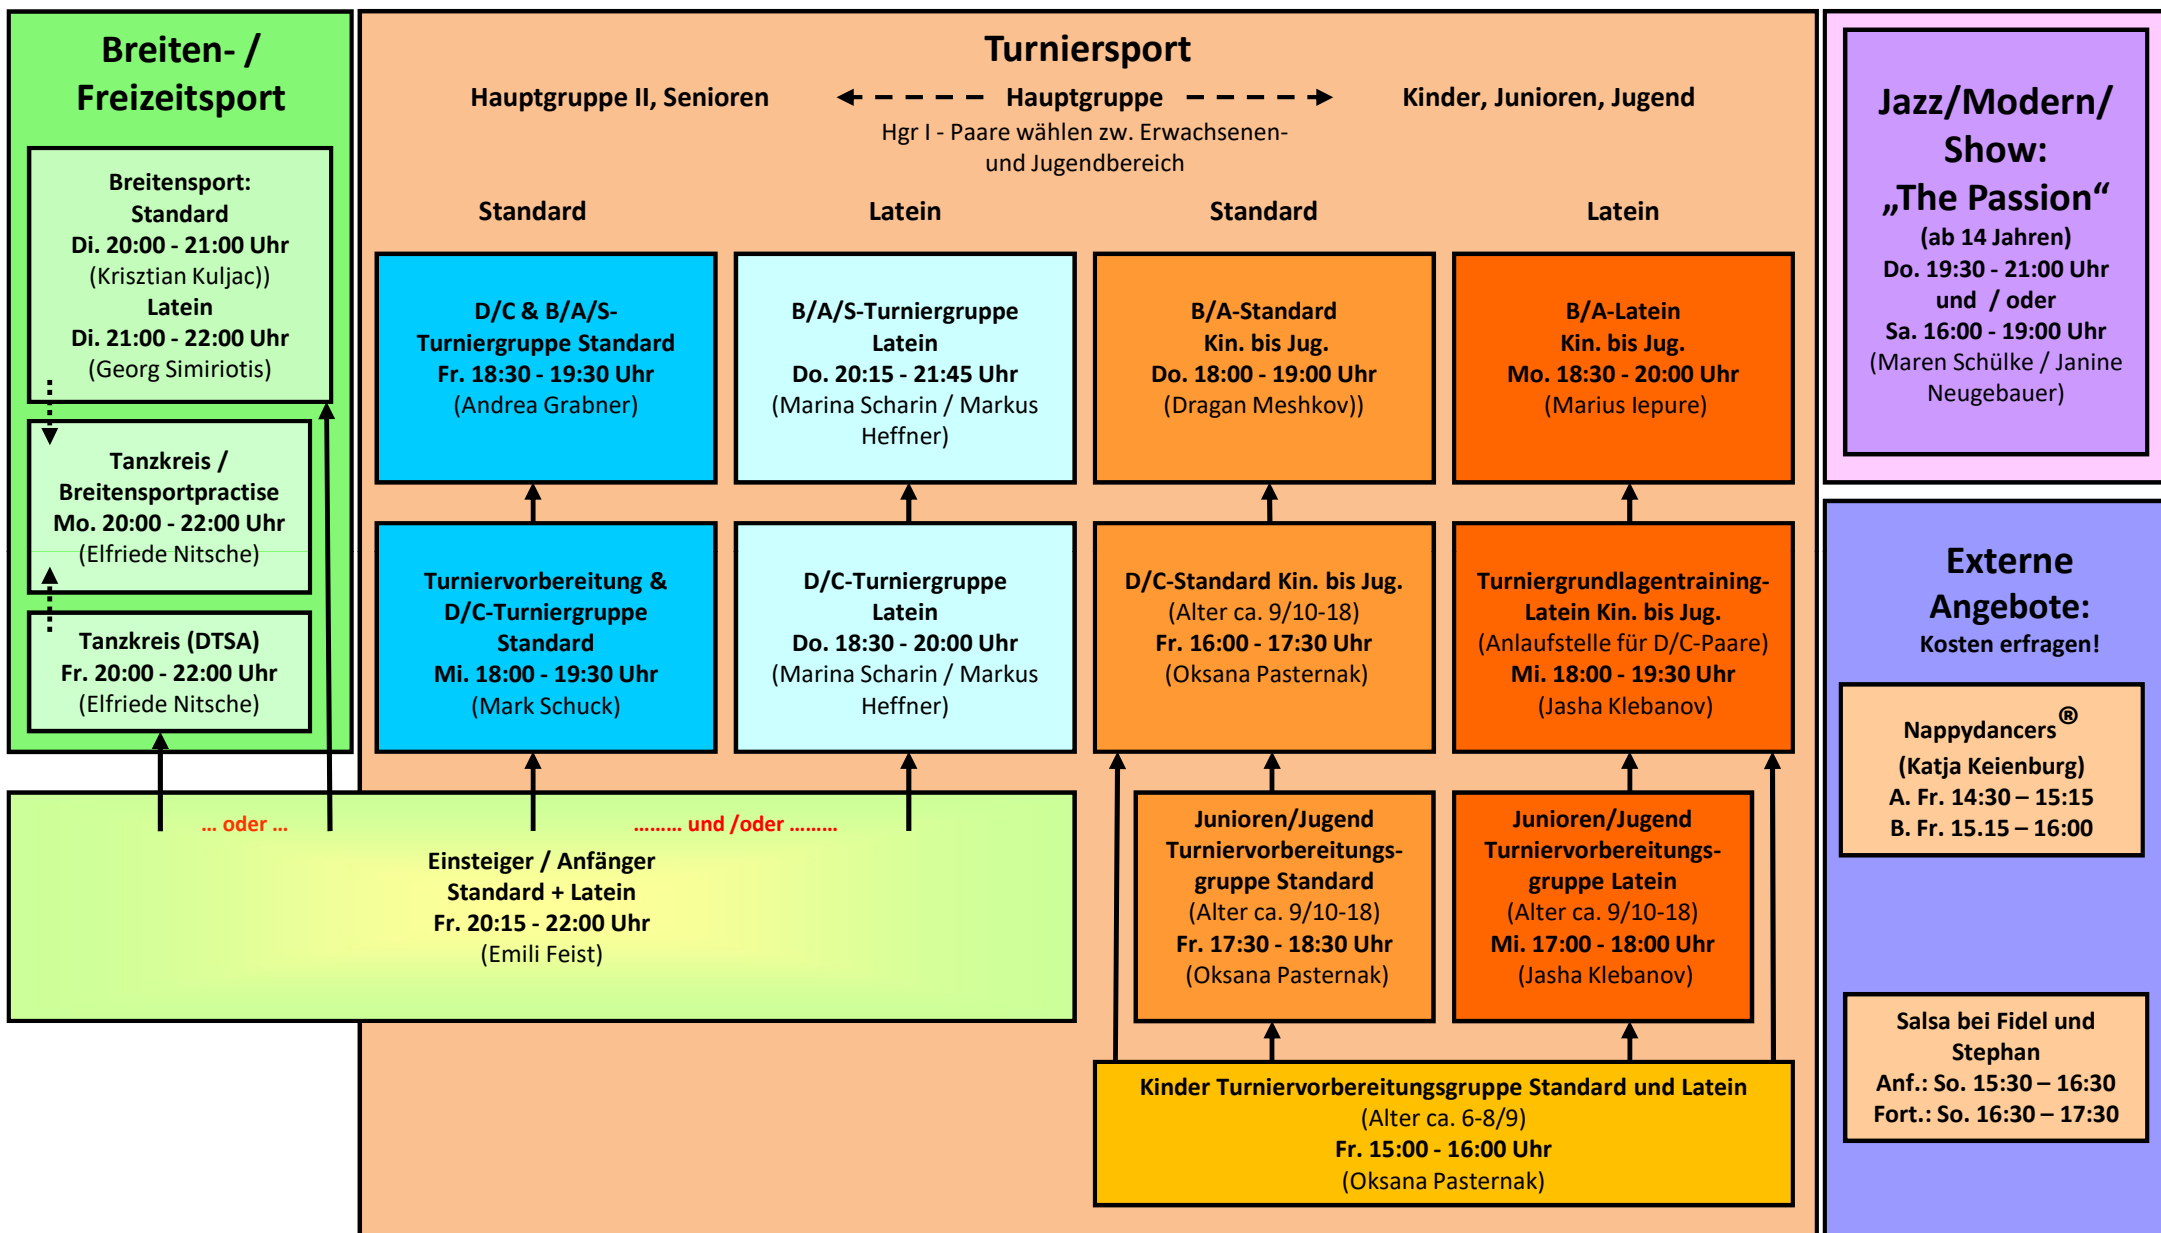 Breiten- /
Freizeitsport
Breitensport:
Standard
Di. 20:00 - 21:00 Uhr
(Krisztian Kuljac))
Latein
Di. 21:00 - 22:00 Uhr
(Georg Simiriotis)
Tanzkreis /
Breitensportpractise
Mo. 20:00 - 22:00 Uhr
(Elfriede Nitsche)
Tanzkreis (DTSA)
Fr. 20:00 - 22:00 Uhr
(Elfriede Nitsche)
Turniersport
Hauptgruppe II, Senioren
Hauptgruppe
Kinder, Junioren, Jugend
Hgr I - Paare wählen zw. Erwachsenen-
und Jugendbereich
Standard
Latein
Standard
Latein
D/C & B/A/S-
Turniergruppe Standard
Fr. 18:30 - 19:30 Uhr
(Andrea Grabner)
B/A/S-Turniergruppe
Latein
Do. 20:15 - 21:45 Uhr
(Marina Scharin / Markus
Heffner)
B/A-Standard
Kin. bis Jug.
Do. 18:00 - 19:00 Uhr
(Dragan Meshkov))
B/A-Latein
Kin. bis Jug.
Mo. 18:30 - 20:00 Uhr
(Marius Iepure)
Turniervorbereitung &
D/C-Turniergruppe
Standard
Mi. 18:00 - 19:30 Uhr
(Mark Schuck)
D/C-Turniergruppe
Latein
Do. 18:30 - 20:00 Uhr
(Marina Scharin / Markus
Heffner)
D/C-Standard Kin. bis Jug.
(Alter ca. 9/10-18)
Fr. 16:00 - 17:30 Uhr
(Oksana Pasternak)
Turniergrundlagentraining-
Latein Kin. bis Jug.
(Anlaufstelle für D/C-Paare)
Mi. 18:00 - 19:30 Uhr
(Jasha Klebanov)
... oder ...
......... und /oder .........
Einsteiger / Anfänger
Standard + Latein
Fr. 20:15 - 22:00 Uhr
(Emili Feist)
Junioren/Jugend
Turniervorbereitungs-
gruppe Standard
(Alter ca. 9/10-18)
Fr. 17:30 - 18:30 Uhr
(Oksana Pasternak)
Junioren/Jugend
Turniervorbereitungs-
gruppe Latein
(Alter ca. 9/10-18)
Mi. 17:00 - 18:00 Uhr
(Jasha Klebanov)
Kinder Turniervorbereitungsgruppe Standard und Latein
(Alter ca. 6-8/9)
Fr. 15:00 - 16:00 Uhr
(Oksana Pasternak)
Jazz/Modern/
Show:
„The Passion“
(ab 14 Jahren)
Do. 19:30 - 21:00 Uhr
und / oder
Sa. 16:00 - 19:00 Uhr
(Maren Schülke / Janine
Neugebauer)
Externe
Angebote:
Kosten erfragen!
Nappydancers®
(Katja Keienburg)
A. Fr. 14:30 – 15:15
B. Fr. 15.15 – 16:00
Salsa bei Fidel und
Stephan
Anf.: So. 15:30 – 16:30
Fort.: So. 16:30 – 17:30